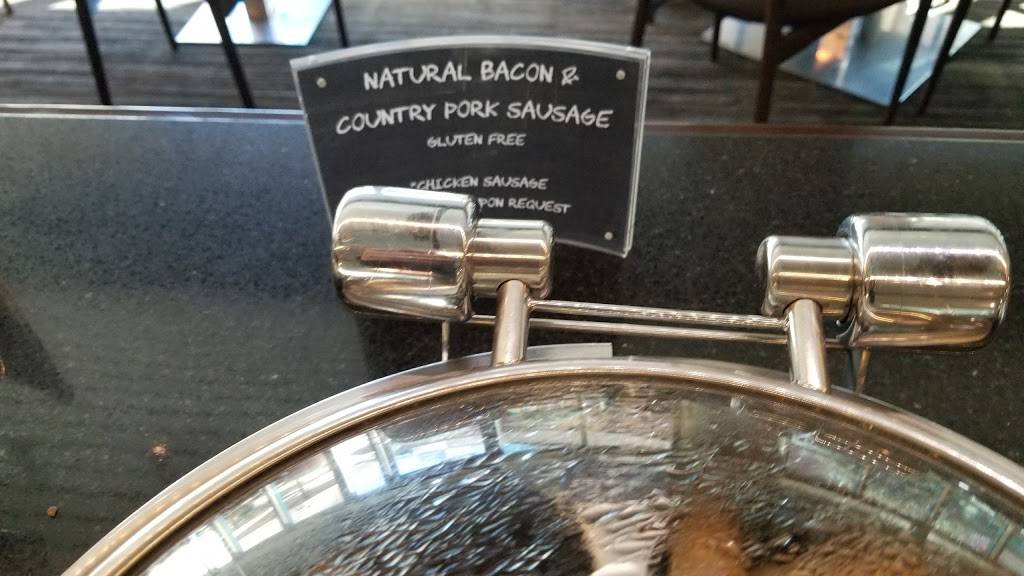 NATURAL BACON &
COUNTRY PORK SAUSAGE
GLUTEN FREE
*CHICKEN SAUSAGE
REQUEST